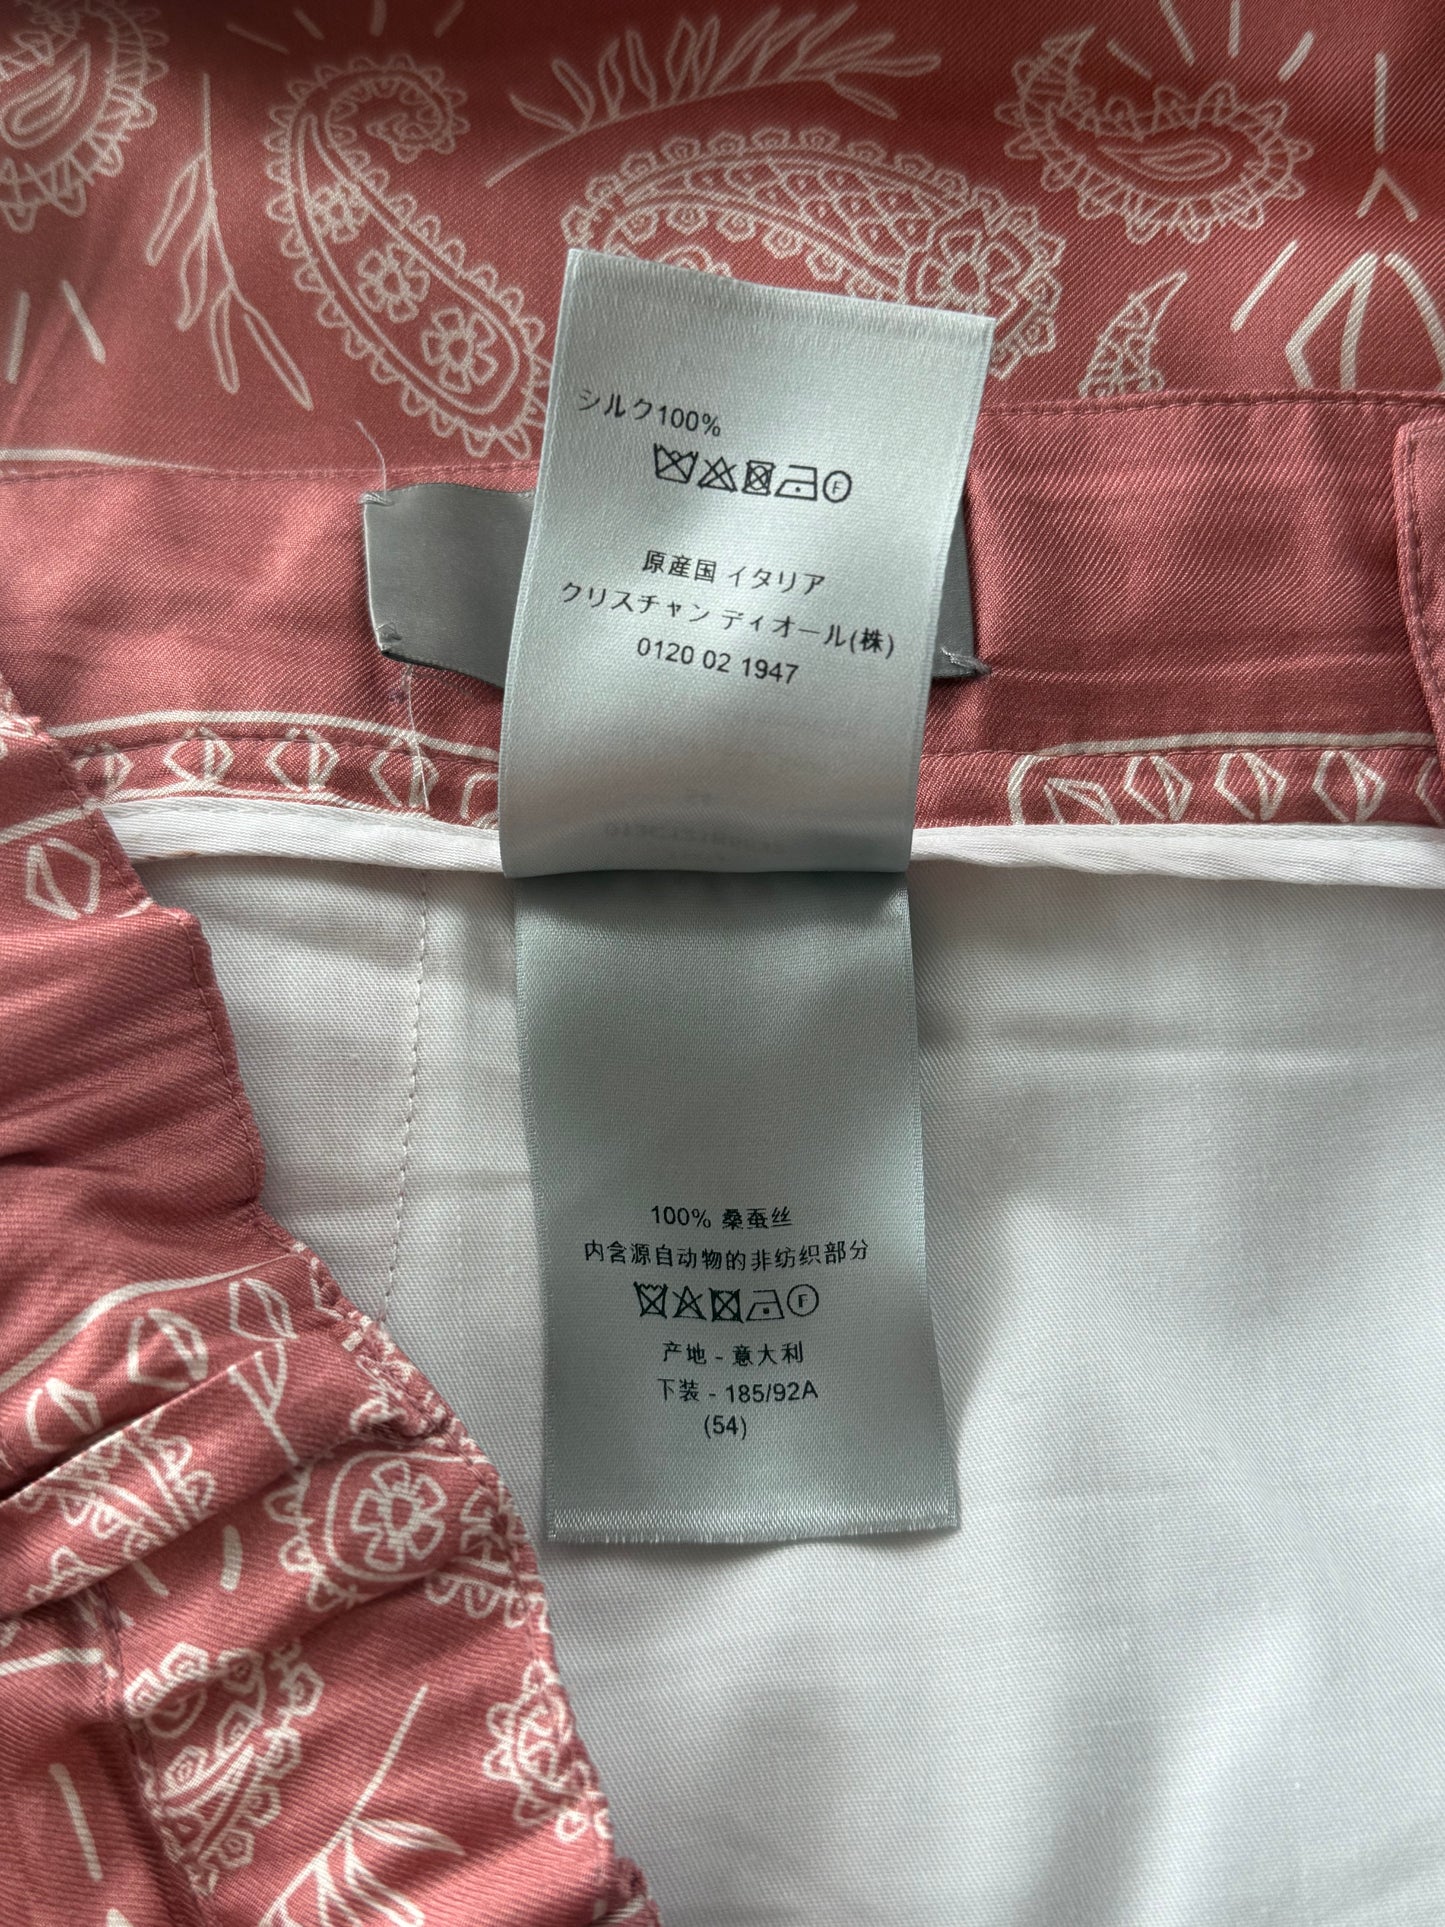 シルク100%
F
原産国 イタリア
クリスチャン ディオール(株)
0120 02 1947
100% 桑蚕丝
内含源自动物的非纺织部分
F
产地 - 意大利
下装 - 185/92A
(54)